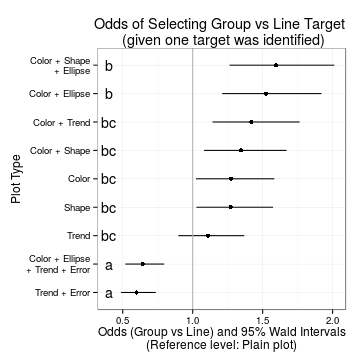 Odds of Selecting Group vs Line Target
(given one target was identified)
Plot Type
Color + Shape
+ Ellipse
b
Color + Ellipse
b
Color + Trend
bc
Color + Shape
bc
Color
bc
Shape
bc
Trend
bc
Color + Ellipse
+ Trend + Error
a
Trend + Error
a
0.5 1.0 1.5 2.0
Odds (Group vs Line) and 95% Wald Intervals
(Reference level: Plain plot)